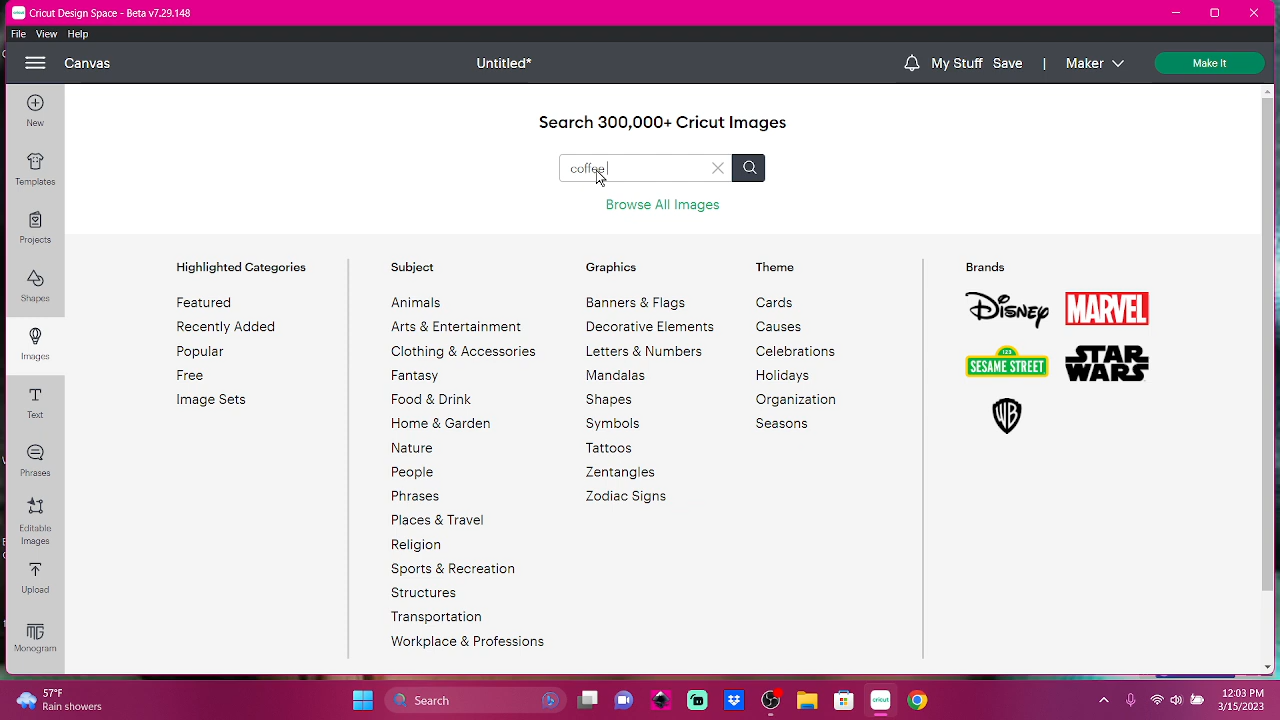 cricut Cricut Design Space - Beta v7.29.148
File View Help
Canvas
Untitled*
My Stuff Save | Maker
Make It
New
Templates
Projects
Shapes
Images
Text
Phrases
Editable
Images
Upload
MG
Monogram
Search 300,000+ Cricut Images
coffee
Browse All Images
Highlighted Categories
Featured
Recently Added
Popular
Free
Image Sets
Subject
Animals
Arts & Entertainment
Clothing & Accessories
Fantasy
Food & Drink
Home & Garden
Nature
People
Phrases
Places & Travel
Religion
Sports & Recreation
Structures
Transportation
Workplace & Professions
Graphics
Banners & Flags
Decorative Elements
Letters & Numbers
Mandalas
Shapes
Symbols
Tattoos
Zentangles
Zodiac Signs
Theme
Cards
Causes
Celebrations
Holidays
Organization
Seasons
Brands
Disney
MARVEL
123
SESAME STREET
STAR
WARS
WB
57°F
Rain showers
Search
cricut
12:03 PM
3/15/2023